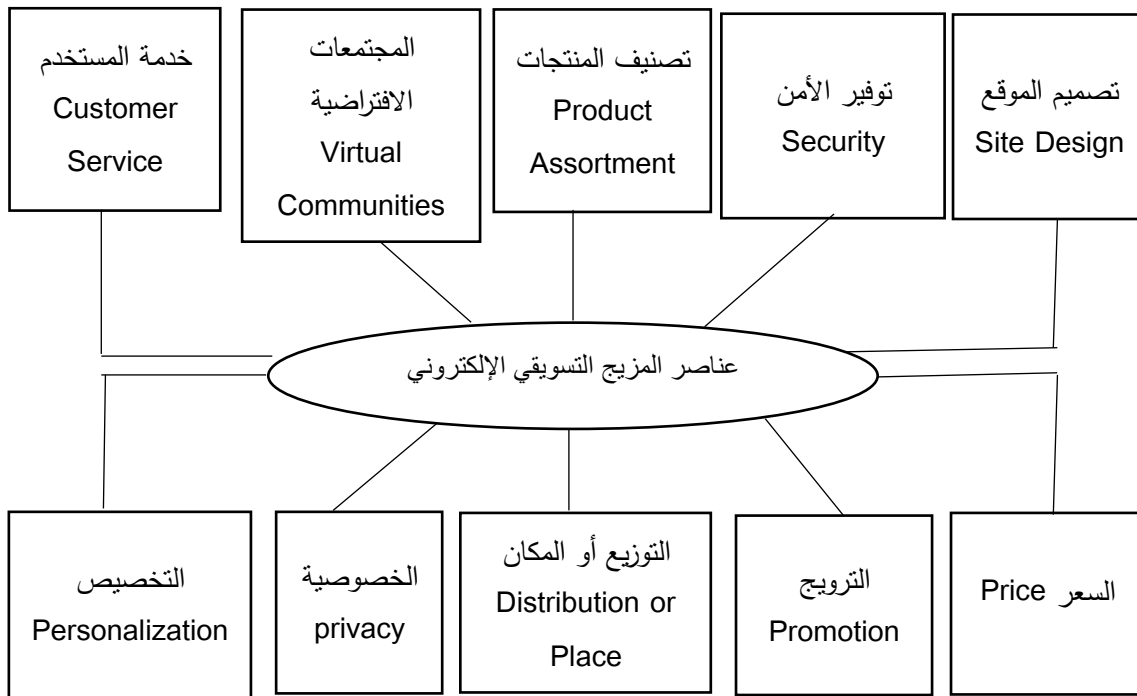 خدمة المستخدم
Customer
Service
المجتمعات
الافتراضية
Virtual
Communities
تصنيف المنتجات
Product
Assortment
توفير الأمن
Security
تصميم الموقع
Site Design
عناصر المزيج التسويقي الإلكتروني
التخصيص
Personalization
الخصوصية
privacy
التوزيع أو المكان
Distribution or
Place
الترويج
Promotion
السعر Price